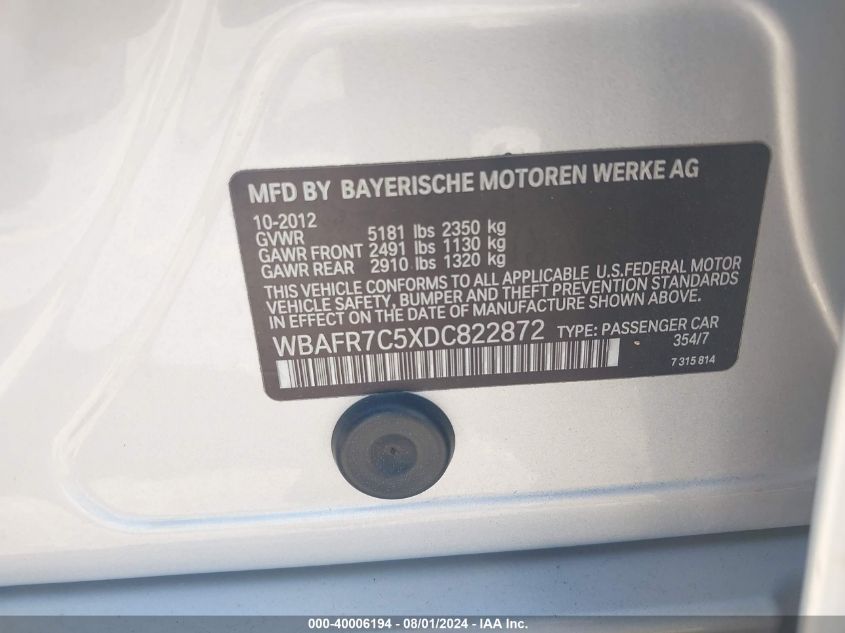 MFD BY BAYERISCHE MOTOREN WERKE AG
10-2012
GVWR 5181 lbs 2350 kg
GAWR FRONT 2491 lbs 1130 kg
GAWR REAR 2910 lbs 1320 kg
THIS VEHICLE CONFORMS TO ALL APPLICABLE U.S.FEDERAL MOTOR
VEHICLE SAFETY, BUMPER AND THEFT PREVENTION STANDARDS
IN EFFECT ON THE DATE OF MANUFACTURE SHOWN ABOVE.
WBAFR7C5XDC822872 TYPE: PASSENGER CAR
354/7
7 315 814
000-40006194 - 08/01/2024 - IAA Inc.